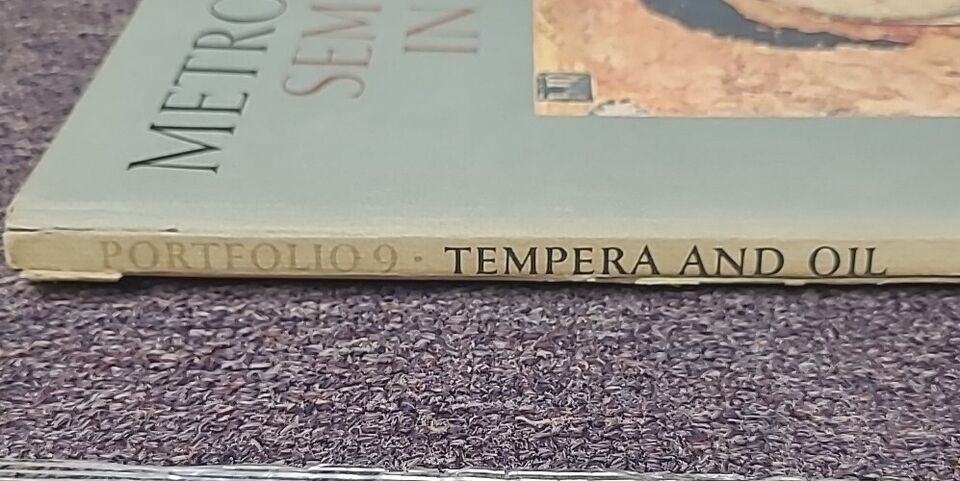 METRO
SEM
IN
PORTFOLIO 9 · TEMPERA AND OIL